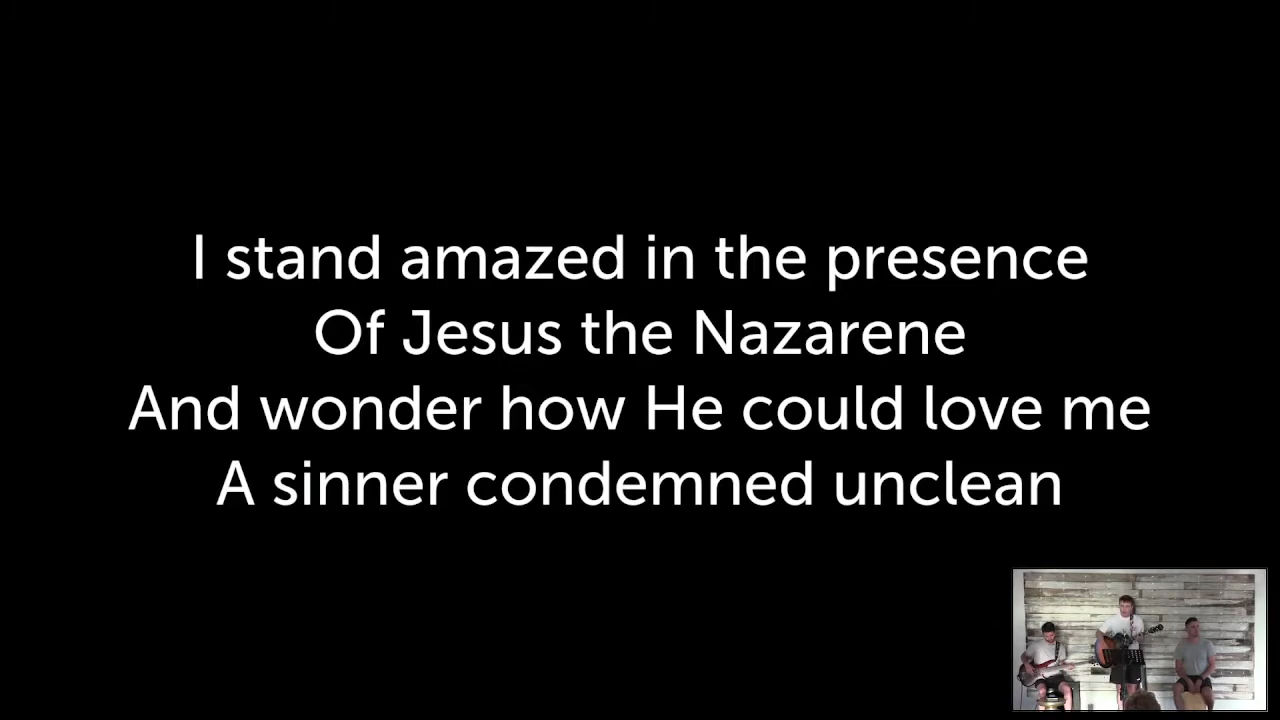 I stand amazed in the presence
Of Jesus the Nazarene
And wonder how He could love me
A sinner condemned unclean